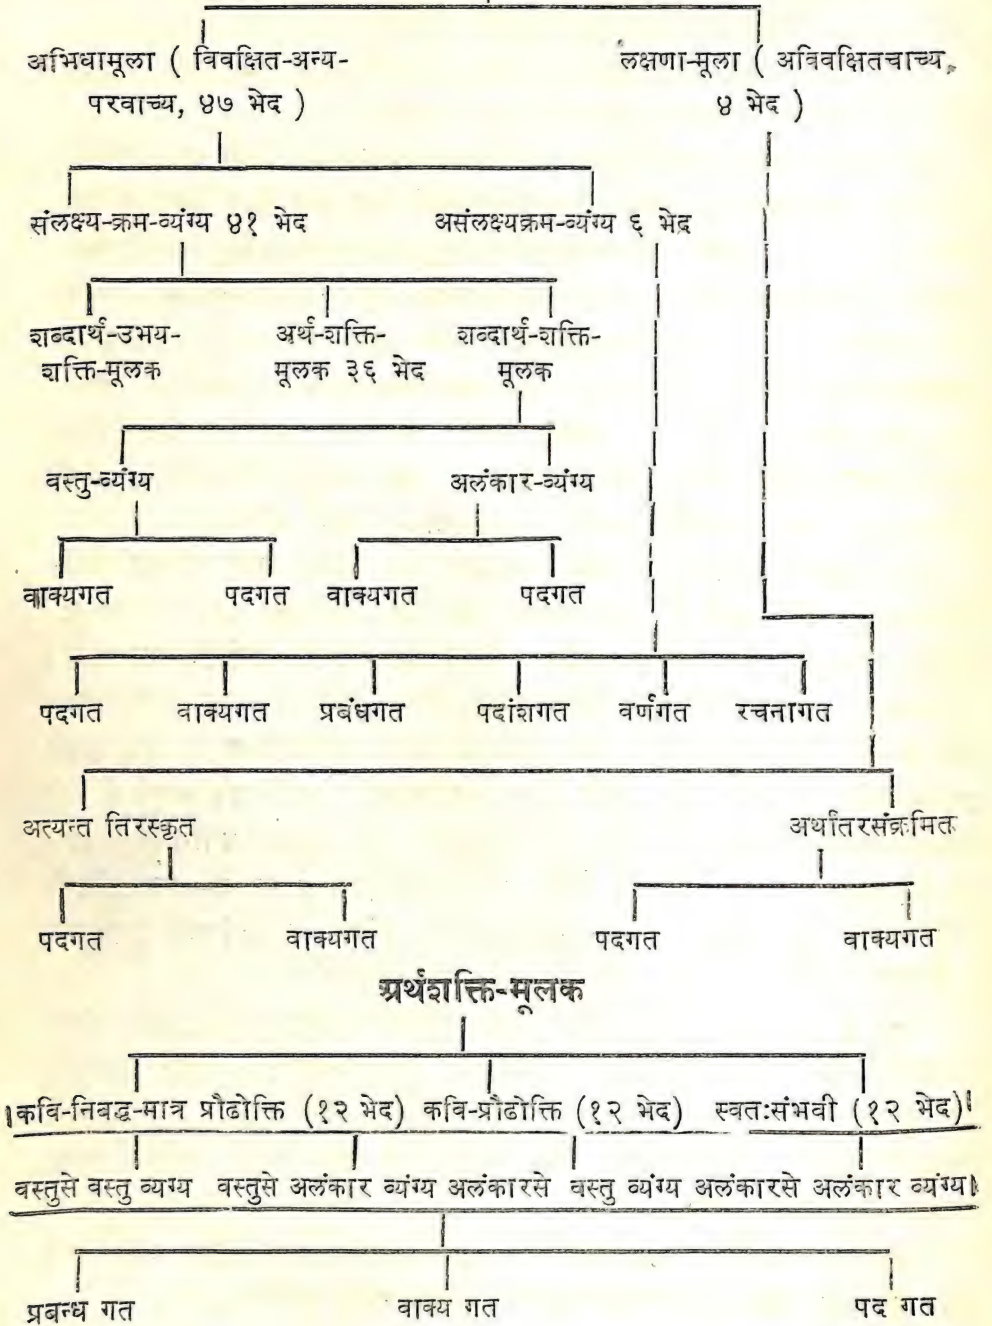 अभिधामूला ( विवक्षित-अन्य- लक्षणा-मूला ( अविवक्षितवाच्य,
परवाच्य, ४७ भेद ) ४ भेद )
संलक्ष्य-क्रम-व्यंग्य ४१ भेद असंलक्ष्यक्रम-व्यंग्य ६ भेद
शब्दार्थ-उभय- अर्थ-शक्ति- शब्दार्थ-शक्ति-
शक्ति-मूलक मूलक ३६ भेद मूलक
वस्तु-व्यंग्य अलंकार-व्यंग्य
वाक्यगत पदगत वाक्यगत पदगत
पदगत वाक्यगत प्रबंधगत पदांशगत वर्णगत रचनागत
अत्यन्त तिरस्कृत अर्थांतरसंक्रमित
पदगत वाक्यगत पदगत वाक्यगत
अर्थशक्ति-मूलक
कवि-निबद्ध-मात्र प्रौढोक्ति (१२ भेद) कवि-प्रौढोक्ति (१२ भेद) स्वतःसंभवी (१२ भेद)
वस्तुसे वस्तु व्यग्य वस्तुसे अलंकार व्यंग्य अलंकारसे वस्तु व्यंग्य अलंकारसे अलंकार व्यंग्य
प्रबन्ध गत वाक्य गत पद गत